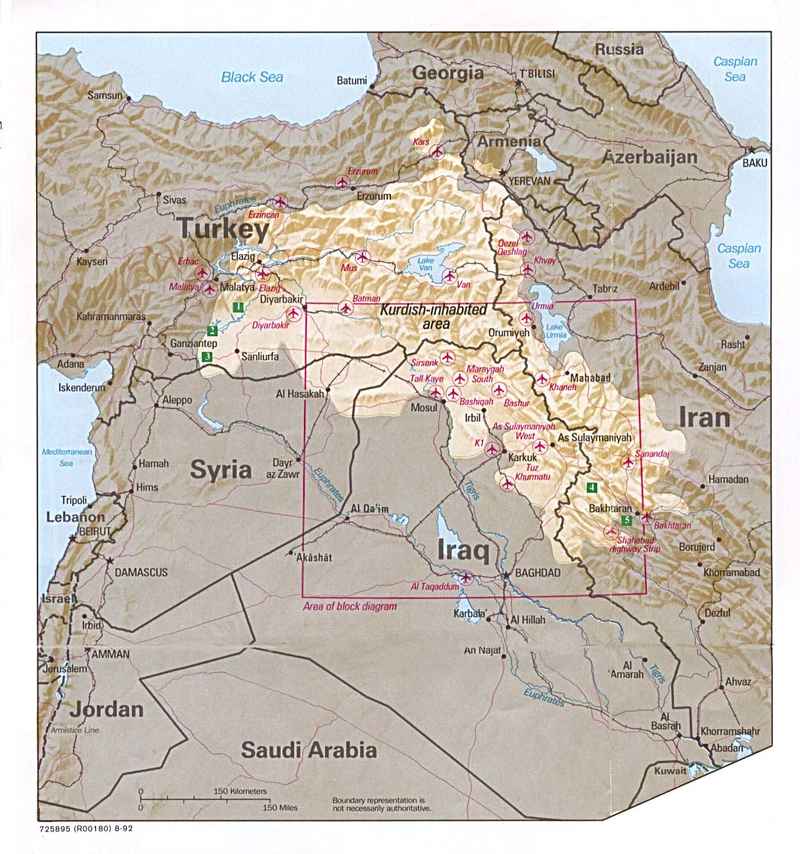 Russia
Black Sea
Georgia
Caspian
Sea
Batumi
T'BILISI
Samsun
Kars
Armenia
Azerbaijan
BAKU
Erzurum
YEREVAN
Sivas
Euphrates
Erzurum
Erzincan
Turkey
Dezel
Qeshlag
Caspian
Sea
Kayseri
Erhac
Elazig
Mus
Lake
Van
Khvoy
Malatya
Malatya
Elazig
Van
Tabriz
Ardebil
Diyarbakir
Batman
Kurdish-inhabited
area
Urmia
1
Kahramanmaras
Diyarbakir
Orumiyeh
Lake
Urmia
2
Rasht
Ganziantep
3
Sanliurfa
Sirsenk
Adana
Zanjan
Iskenderun
Al Hasakah
Tall Kaye
Mamygah
South
Khaneh
Mahabad
Aleppo
Mosul
Bashiqah
Bashur
Irbil
Iran
As Sulaymaniyah
West
As Sulaymaniyah
Mediterranean
Sea
Hamah
Syria
Dayr
az Zawr
K1
Karkuk
Sanandaj
Tuz
Khurmatu
Hamadan
Hims
Euphrates
Tigris
4
Tripoli
Al Qa'im
Bakhtaran
5
Bakhtaran
Lebanon
BEIRUT
Shahabad
Highway Strip
Borujerd
Iraq
'Akāshāt
DAMASCUS
BAGHDAD
Khorramabad
Al Taqaddum
Israel
Area of block diagram
Karbala'
Al Hillah
Dezful
Irbid
An Najaf
AMMAN
Jerusalem
Al
'Amarah
Tigris
Ahvaz
Euphrates
Jordan
Al
Basrah
Khorramshahr
Armistice Line
Abadan
Saudi Arabia
Kuwait
0 150 Kilometers
0 150 Miles
Boundary representation is
not necessarily authoritative.
725895 (R00180) 8-92